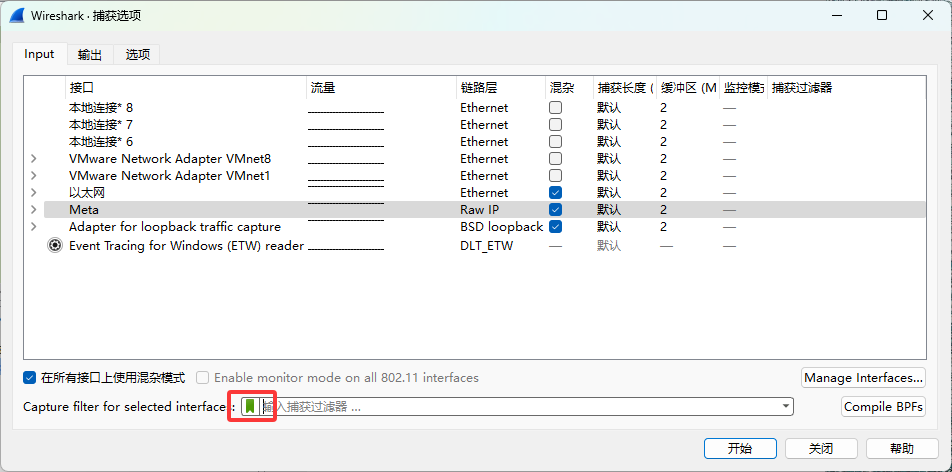 Wireshark · 捕获选项
Input 输出 选项
接口 流量 链路层 混杂 捕获长度 ( 缓冲区 (M 监控模式 捕获过滤器
本地连接* 8 Ethernet 默认 2 —
本地连接* 7 Ethernet 默认 2 —
本地连接* 6 Ethernet 默认 2 —
VMware Network Adapter VMnet8 Ethernet 默认 2 —
VMware Network Adapter VMnet1 Ethernet 默认 2 —
以太网 Ethernet 默认 2 —
Meta Raw IP 默认 2 —
Adapter for loopback traffic capture BSD loopback 默认 2 —
Event Tracing for Windows (ETW) reader DLT_ETW — 默认 — —
在所有接口上使用混杂模式 Enable monitor mode on all 802.11 interfaces Manage Interfaces...
Capture filter for selected interfaces: 输入捕获过滤器 … Compile BPFs
开始 关闭 帮助